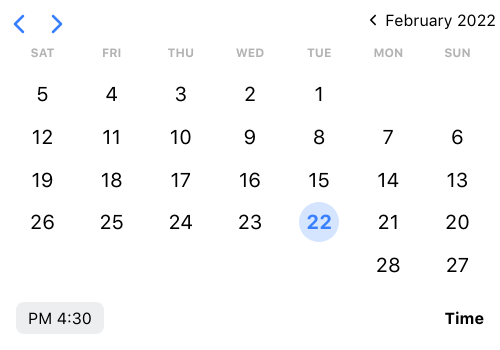 February 2022
SAT FRI THU WED TUE MON SUN
5 4 3 2 1
12 11 10 9 8 7 6
19 18 17 16 15 14 13
26 25 24 23 22 21 20
28 27
PM 4:30 Time